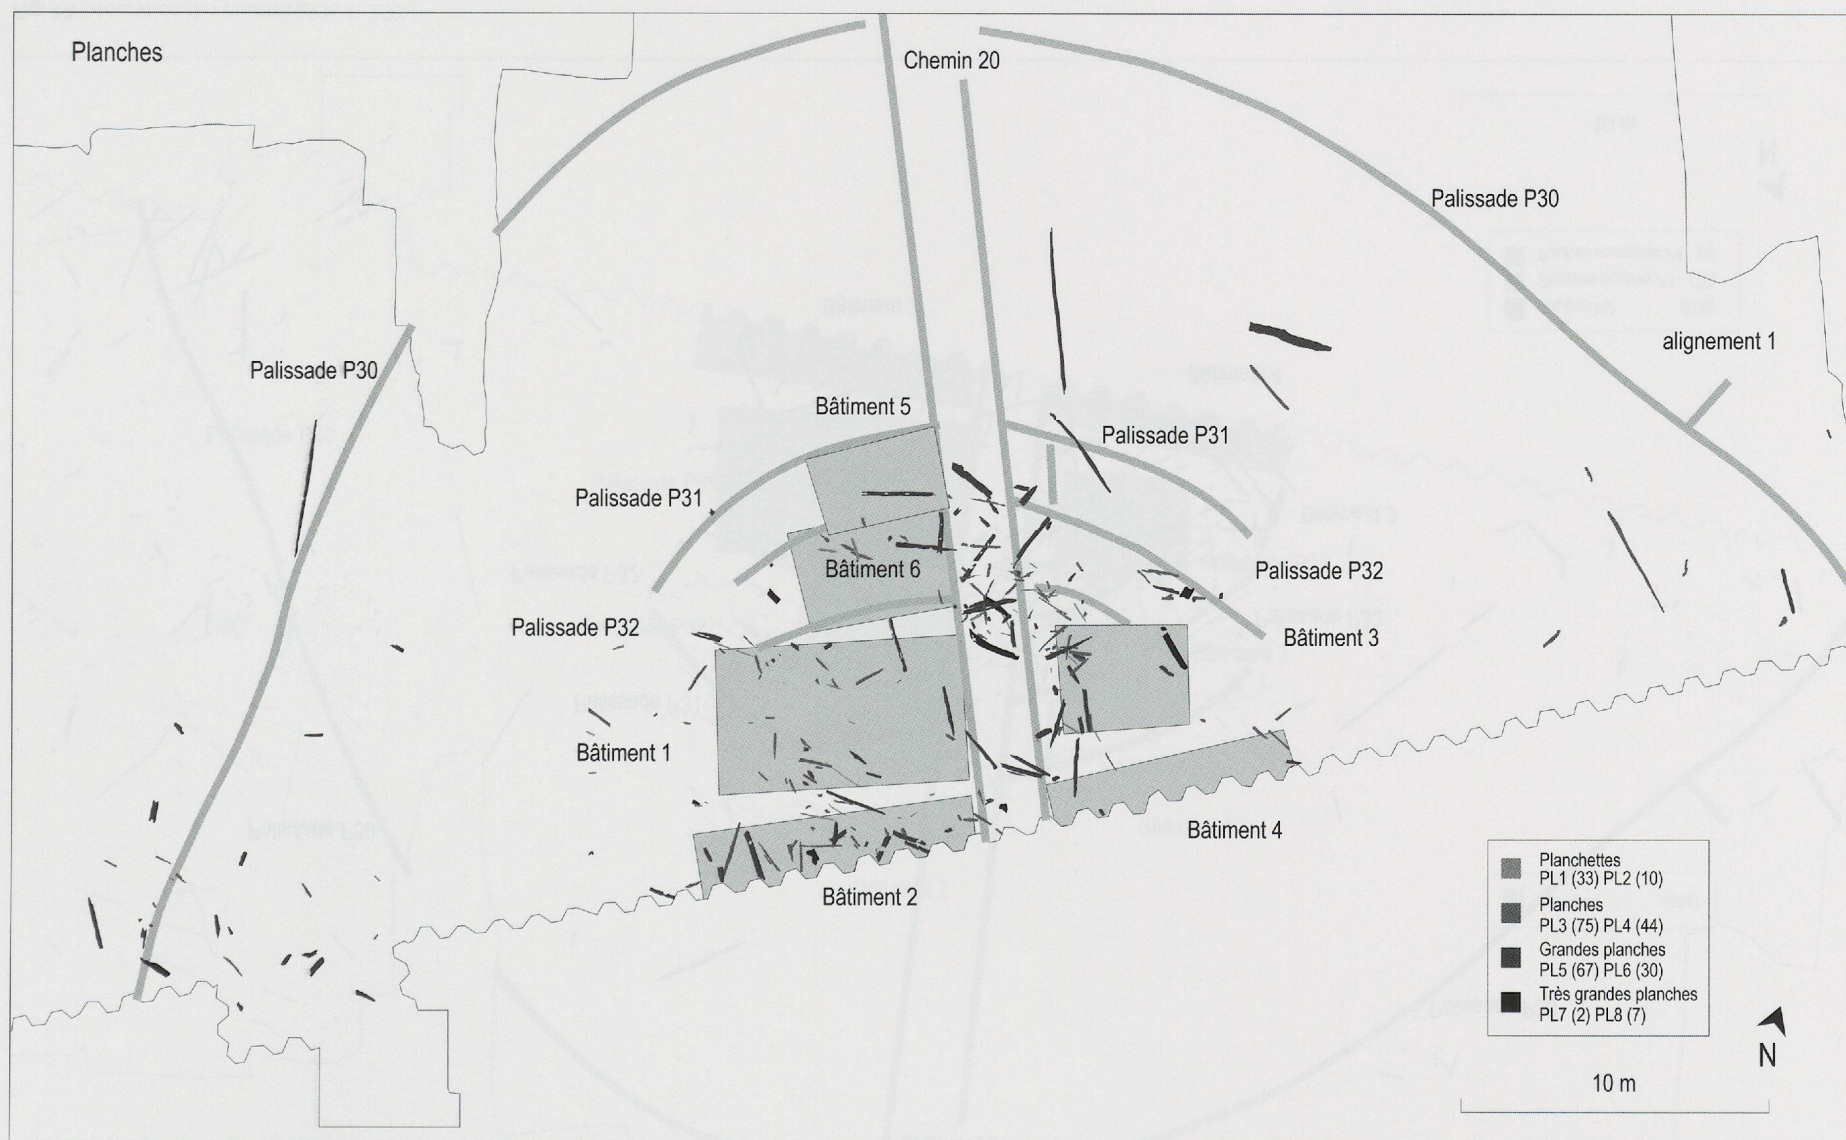 Planches
Chemin 20
Palissade P30
alignement 1
Palissade P30
Bâtiment 5
Palissade P31
Palissade P31
Bâtiment 6
Palissade P32
Palissade P32
Bâtiment 3
Bâtiment 1
Bâtiment 4
Bâtiment 2
Planchettes
PL1 (33) PL2 (10)
Planches
PL3 (75) PL4 (44)
Grandes planches
PL5 (67) PL6 (30)
Très grandes planches
PL7 (2) PL8 (7)
N
10 m